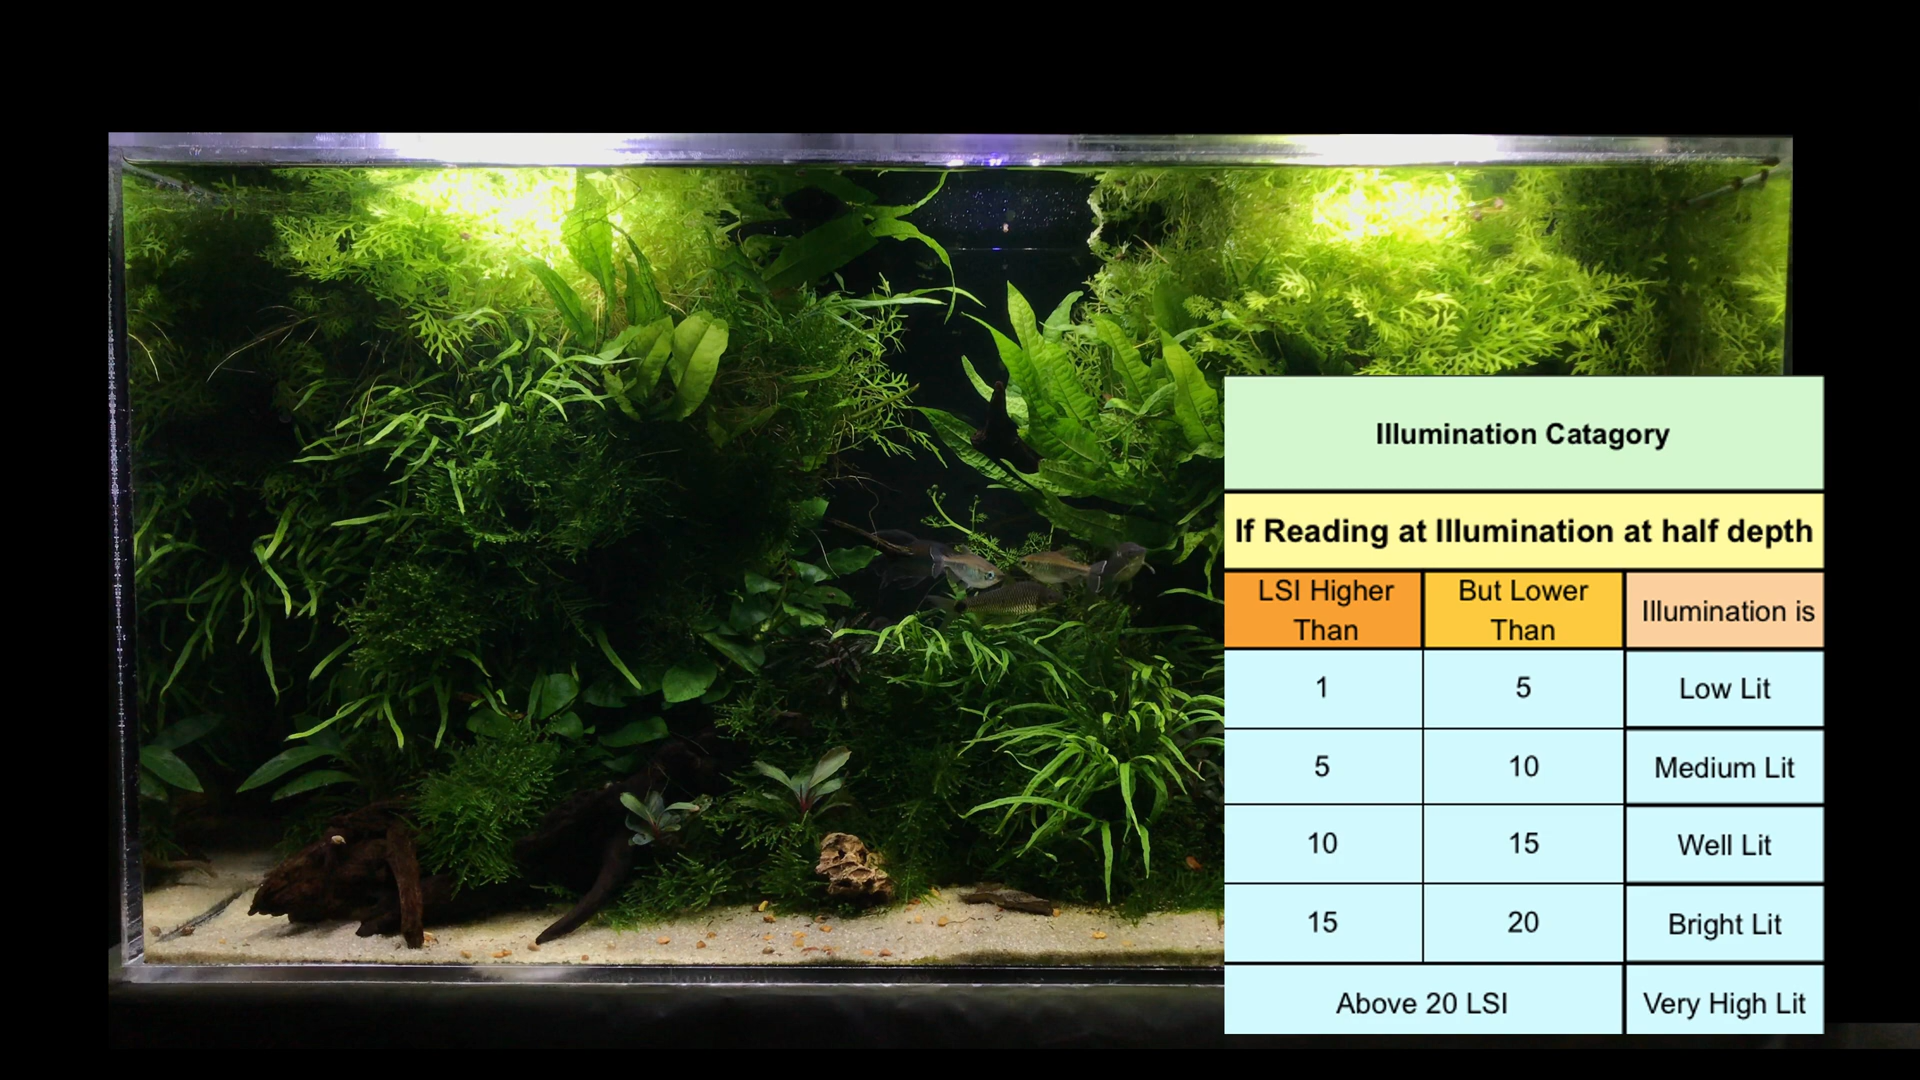 Illumination Catagory
If Reading at Illumination at half depth
LSI Higher Than
But Lower Than
Illumination is
1 5 Low Lit
5 10 Medium Lit
10 15 Well Lit
15 20 Bright Lit
Above 20 LSI Very High Lit